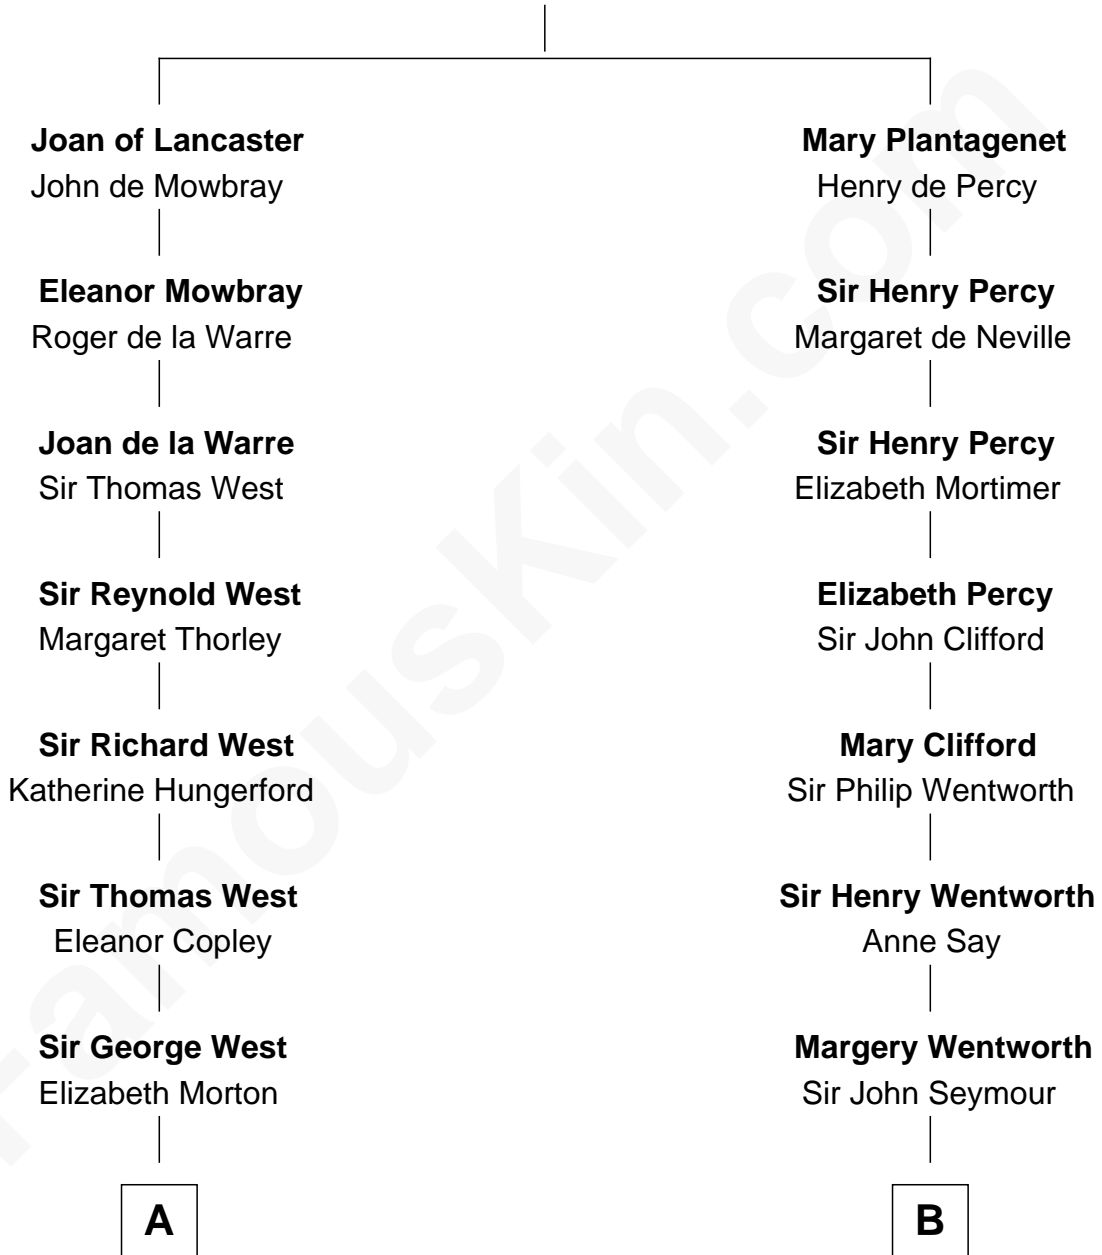 Joan of Lancaster
John de Mowbray
Eleanor Mowbray
Roger de la Warre
Joan de la Warre
Sir Thomas West
Sir Reynold West
Margaret Thorley
Sir Richard West
Katherine Hungerford
Sir Thomas West
Eleanor Copley
Sir George West
Elizabeth Morton
A
Mary Plantagenet
Henry de Percy
Sir Henry Percy
Margaret de Neville
Sir Henry Percy
Elizabeth Mortimer
Elizabeth Percy
Sir John Clifford
Mary Clifford
Sir Philip Wentworth
Sir Henry Wentworth
Anne Say
Margery Wentworth
Sir John Seymour
B
FamousKin.com